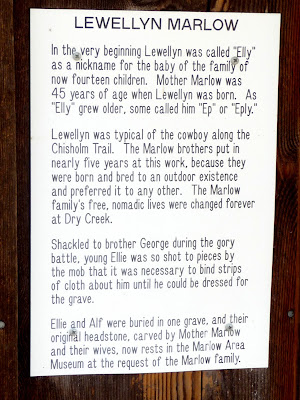 LEWELLYN MARLOW
In the very beginning Lewellyn was called "Elly"
as a nickname for the baby of the family of
now fourteen children. Mother Marlow was
45 years of age when Lewellyn was born. As
"Elly" grew older, some called him "Ep" or "Eply."
Lewellyn was typical of the cowboy along the
Chisholm Trail. The Marlow brothers put in
nearly five years at this work, because they
were born and bred to an outdoor existence
and preferred it to any other. The Marlow
family's free, nomadic lives were changed forever
at Dry Creek.
Shackled to brother George during the gory
battle, young Ellie was so shot to pieces by
the mob that it was necessary to bind strips
of cloth about him until he could be dressed for
the grave.
Ellie and Alf were buried in one grave, and their
original headstone, carved by Mother Marlow
and their wives, now rests in the Marlow Area
Museum at the request of the Marlow family.